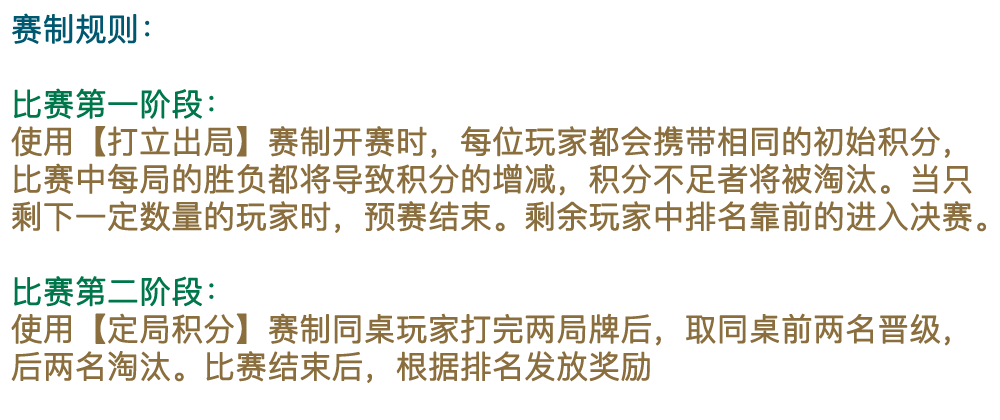 赛制规则：
比赛第一阶段：
使用【打立出局】赛制开赛时，每位玩家都会携带相同的初始积分，
比赛中每局的胜负都将导致积分的增减，积分不足者将被淘汰。当只
剩下一定数量的玩家时，预赛结束。剩余玩家中排名靠前的进入决赛。
比赛第二阶段：
使用【定局积分】赛制同桌玩家打完两局牌后，取同桌前两名晋级，
后两名淘汰。比赛结束后，根据排名发放奖励